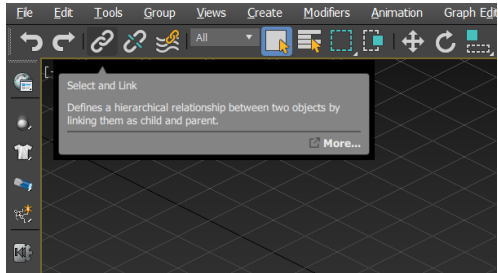 File Edit Tools Group Views Create Modifiers Animation Graph Edit
All
Select and Link
Defines a hierarchical relationship between two objects by
linking them as child and parent.
More...